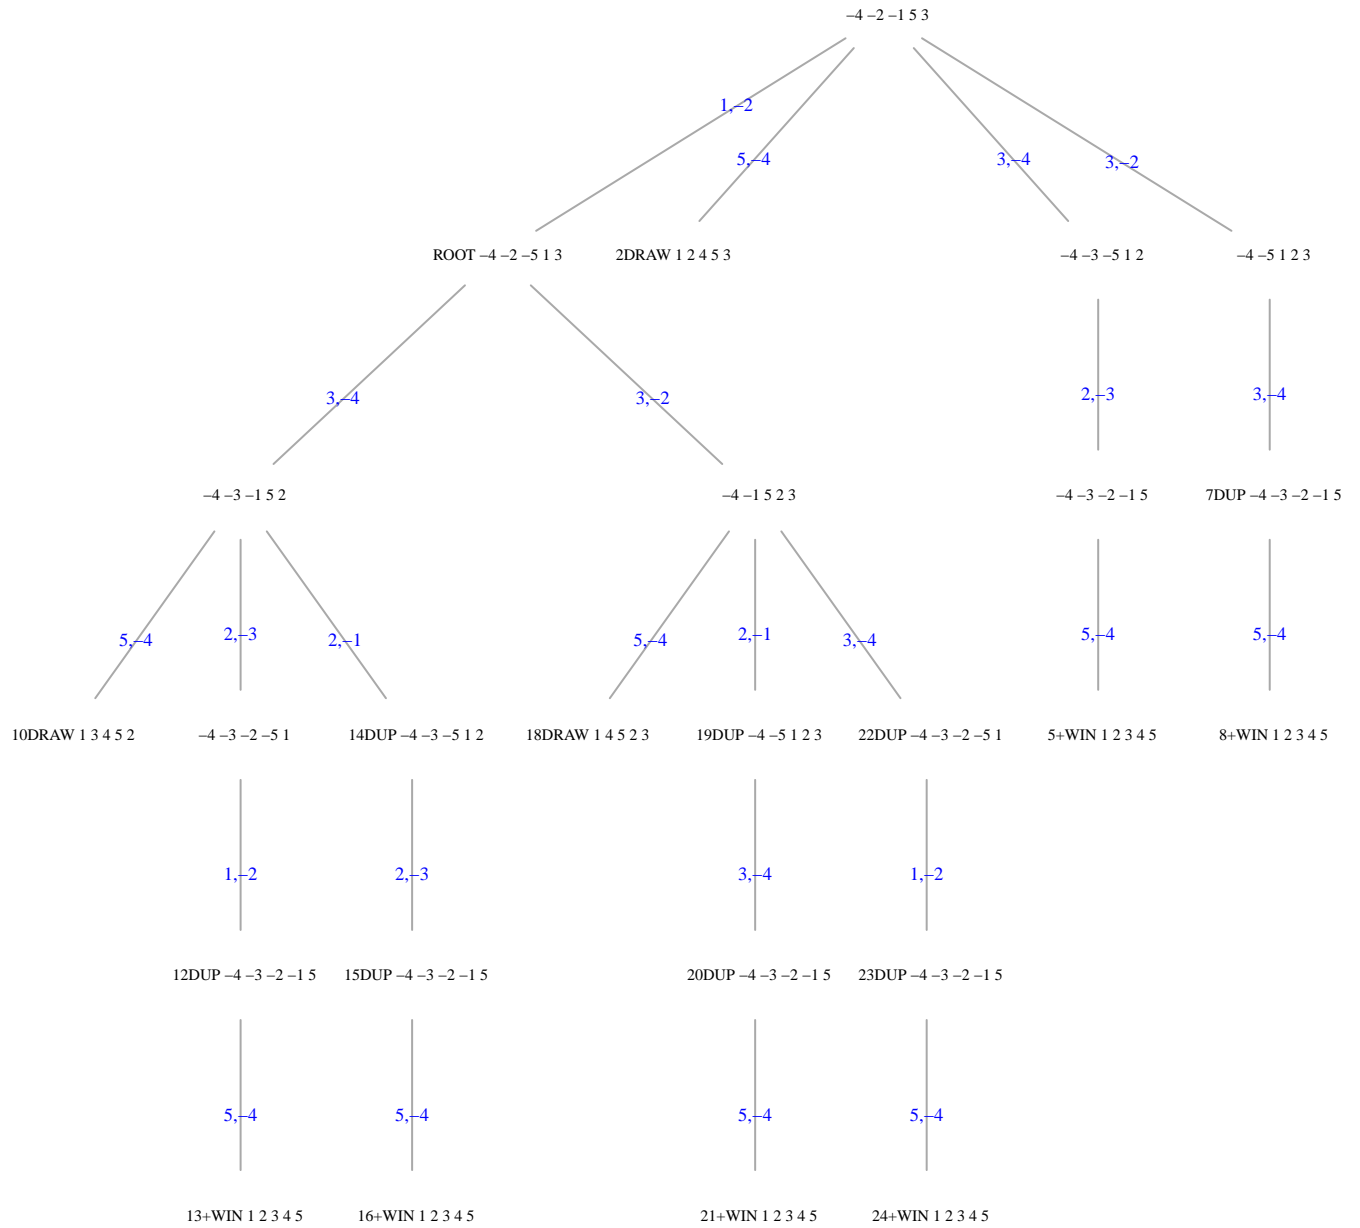 −4 −2 −1 5 3
1,−2
5,−4
3,−4
3,−2
ROOT −4 −2 −5 1 3
2DRAW 1 2 4 5 3
−4 −3 −5 1 2
−4 −5 1 2 3
3,−4
3,−2
2,−3
3,−4
−4 −3 −1 5 2
−4 −1 5 2 3
−4 −3 −2 −1 5
7DUP −4 −3 −2 −1 5
5,−4
2,−3
2,−1
5,−4
2,−1
3,−4
5,−4
5,−4
10DRAW 1 3 4 5 2
−4 −3 −2 −5 1
14DUP −4 −3 −5 1 2
18DRAW 1 4 5 2 3
19DUP −4 −5 1 2 3
22DUP −4 −3 −2 −5 1
5+WIN 1 2 3 4 5
8+WIN 1 2 3 4 5
1,−2
2,−3
3,−4
1,−2
12DUP −4 −3 −2 −1 5
15DUP −4 −3 −2 −1 5
20DUP −4 −3 −2 −1 5
23DUP −4 −3 −2 −1 5
5,−4
5,−4
5,−4
5,−4
13+WIN 1 2 3 4 5
16+WIN 1 2 3 4 5
21+WIN 1 2 3 4 5
24+WIN 1 2 3 4 5